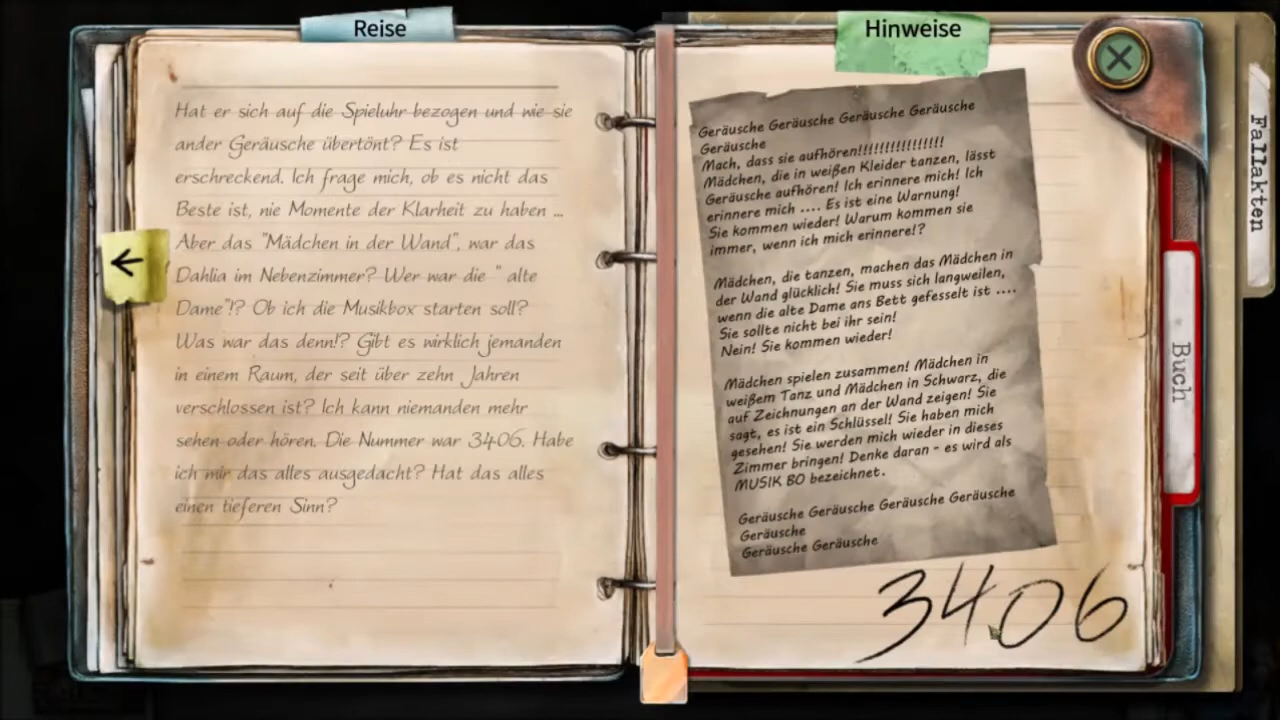 Reise
Hat er sich auf die Spieluhr bezogen und wie sie
ander Geräusche übertönt? Es ist
erschreckend. Ich frage mich, ob es nicht das
Beste ist, nie Momente der Klarheit zu haben ...
Aber das "Mädchen in der Wand", war das
Dahlia im Nebenzimmer? Wer war die " alte
Dame"!? Ob ich die Musikbox starten soll?
Was war das denn!? Gibt es wirklich jemanden
in einem Raum, der seit über zehn Jahren
verschlossen ist? Ich kann niemanden mehr
sehen oder hören. Die Nummer war 3406. Habe
ich mir das alles ausgedacht? Hat das alles
einen tieferen Sinn?
Hinweise
Geräusche Geräusche Geräusche Geräusche
Geräusche
Mach, dass sie aufhören!!!!!!!!!!!!!!!!
Mädchen, die in weißen Kleider tanzen, lässt
Geräusche aufhören! Ich erinnere mich! Ich
erinnere mich .... Es ist eine Warnung!
Sie kommen wieder! Warum kommen sie
immer, wenn ich mich erinnere!?
Mädchen, die tanzen, machen das Mädchen in
der Wand glücklich! Sie muss sich langweilen,
wenn die alte Dame ans Bett gefesselt ist ....
Sie sollte nicht bei ihr sein!
Nein! Sie kommen wieder!
Mädchen spielen zusammen! Mädchen in
weißem Tanz und Mädchen in Schwarz, die
auf Zeichnungen an der Wand zeigen! Sie
sagt, es ist ein Schlüssel! Sie haben mich
gesehen! Sie werden mich wieder in dieses
Zimmer bringen! Denke daran - es wird als
MUSIK BO bezeichnet.
Geräusche Geräusche Geräusche Geräusche
Geräusche
Geräusche Geräusche
3406
Fallakten
Buch